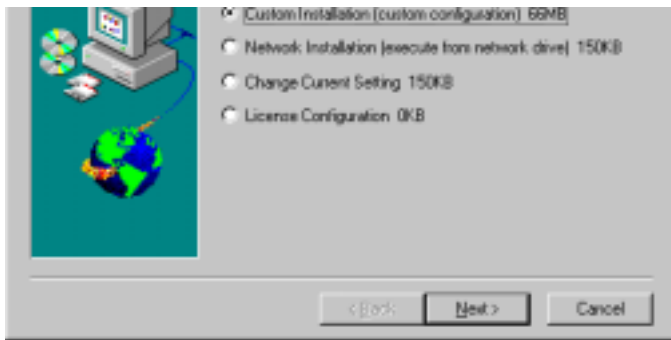 Custom Installation (custom configuration) 66MB
Network Installation (execute from network drive) 150KB
Change Current Setting 150KB
License Configuration 0KB
< Back
Next >
Cancel